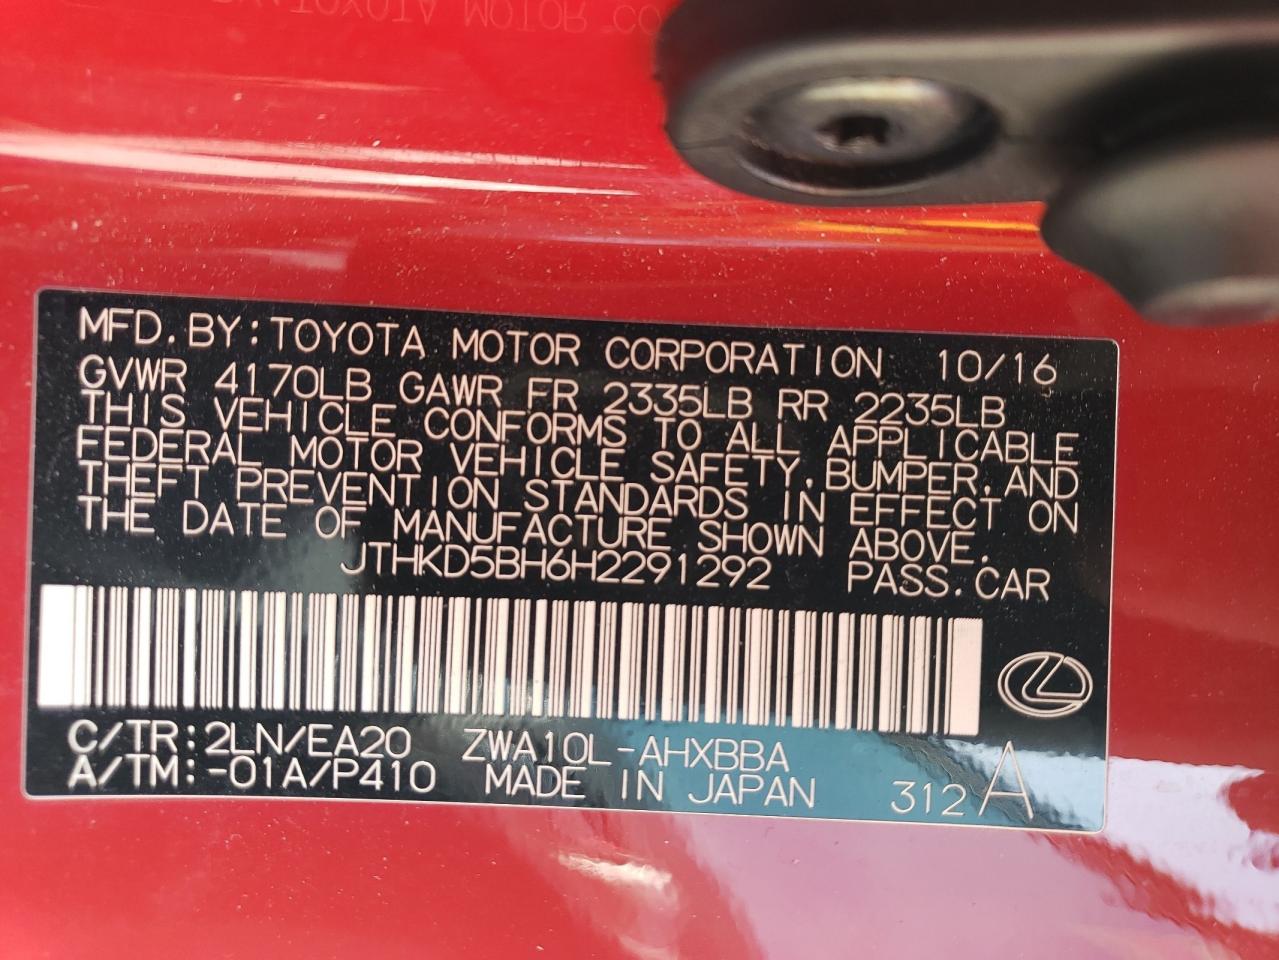 MFD.BY:TOYOTA MOTOR CORPORATION 10/16
GVWR 4170LB GAWR FR 2335LB RR 2235LB
THIS VEHICLE CONFORMS TO ALL APPLICABLE
FEDERAL MOTOR VEHICLE SAFETY,BUMPER,AND
THEFT PREVENTION STANDARDS IN EFFECT ON
THE DATE OF MANUFACTURE SHOWN ABOVE.
JTHKD5BH6H2291292 PASS.CAR
C/TR:2LN/EA20 ZWA10L-AHXBBA
A/TM:-01A/P410 MADE IN JAPAN 312 A